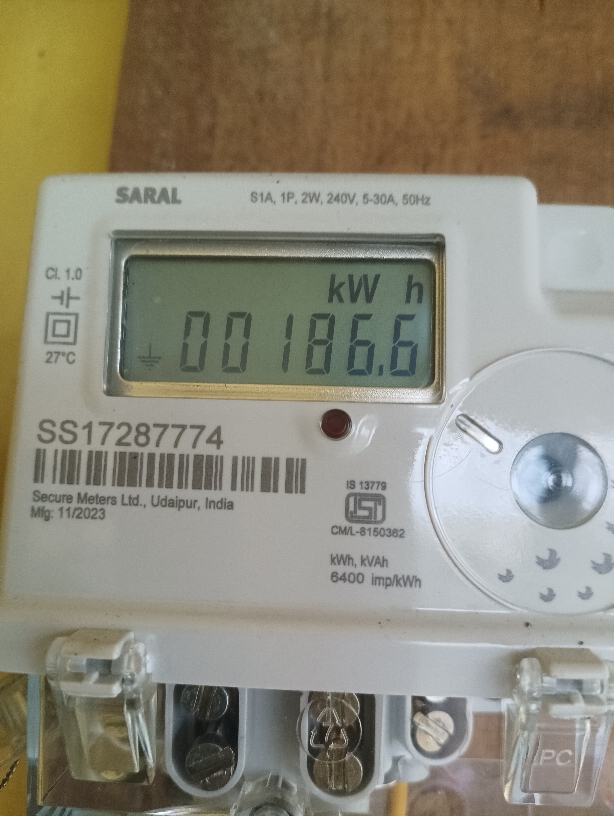 SARAL
S1A, 1P, 2W, 240V, 5-30A, 50Hz
Cl. 1.0
27°C
kW h
00186.6
SS17287774
Secure Meters Ltd., Udaipur, India
Mfg: 11/2023
IS 13779
ISI
CM/L-8150382
kWh, kVAh
6400 imp/kWh